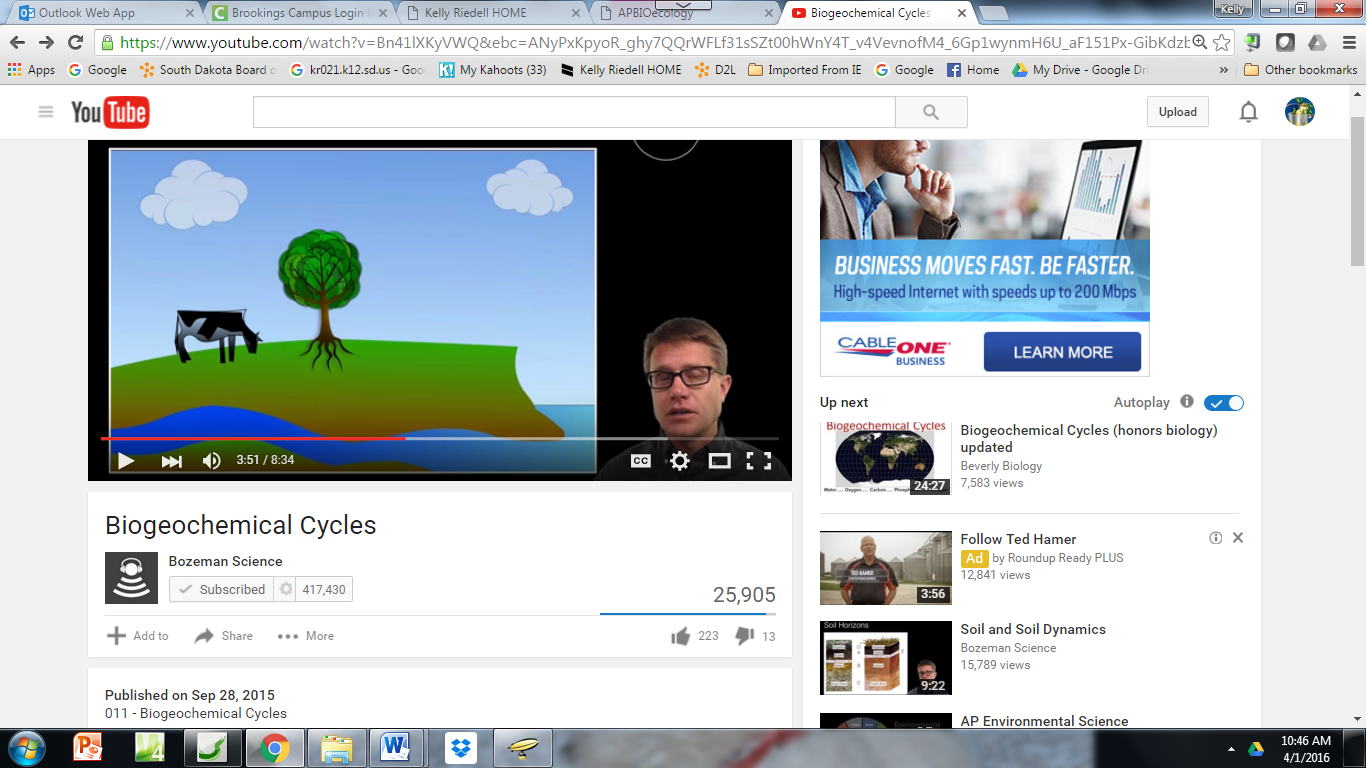 Outlook Web App
Brookings Campus Login
Kelly Riedell HOME
APBIOecology
Biogeochemical Cycles
Kelly
https://www.youtube.com/watch?v=Bn41lXKyVWQ&ebc=ANyPxKpyoR_ghy7QQrWFLf31sSZt00hWnY4T_v4VevnofM4_6Gp1wynmH6U_aF151Px-GibKdzb
Apps
Google
South Dakota Board o
kr021.k12.sd.us - Goo
My Kahoots (33)
Kelly Riedell HOME
D2L
Imported From IE
Google
Home
My Drive - Google Dri
»
Other bookmarks
YouTube
Upload
3:51 / 8:34
CC
BUSINESS MOVES FAST. BE FASTER.
High-speed Internet with speeds up to 200 Mbps
CABLE ONE
BUSINESS
LEARN MORE
Up next
Autoplay
Biogeochemical Cycles
24:27
Biogeochemical Cycles (honors biology)
updated
Beverly Biology
7,583 views
Biogeochemical Cycles
Bozeman Science
Subscribed
417,430
25,905
Add to
Share
More
223
13
TED HAMER
3:56
Follow Ted Hamer
Ad by Roundup Ready PLUS
12,841 views
Soil Horizons
9:22
Soil and Soil Dynamics
Bozeman Science
15,789 views
AP Environmental Science
Published on Sep 28, 2015
011 - Biogeochemical Cycles
10:46 AM
4/1/2016